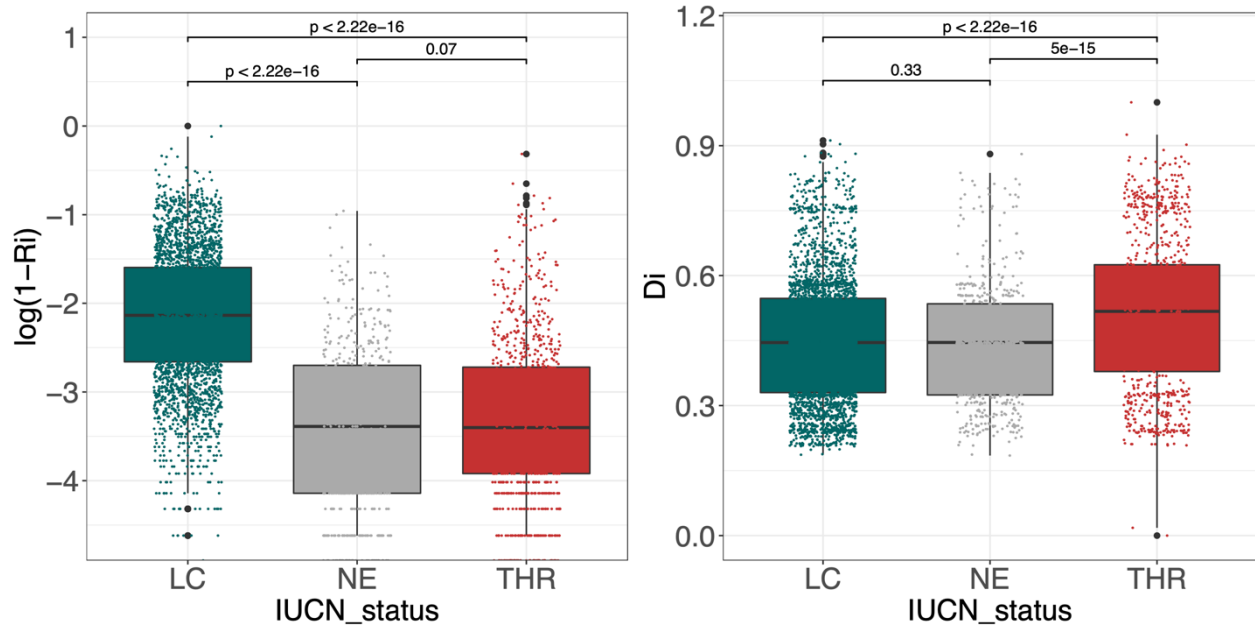 p < 2.22e−16
0.07
p < 2.22e−16
1
0
−1
−2
−3
−4
log(1−Ri)
LC NE THR
IUCN_status
p < 2.22e−16
5e−15
0.33
1.2
0.9
0.6
0.3
0.0
Di
LC NE THR
IUCN_status